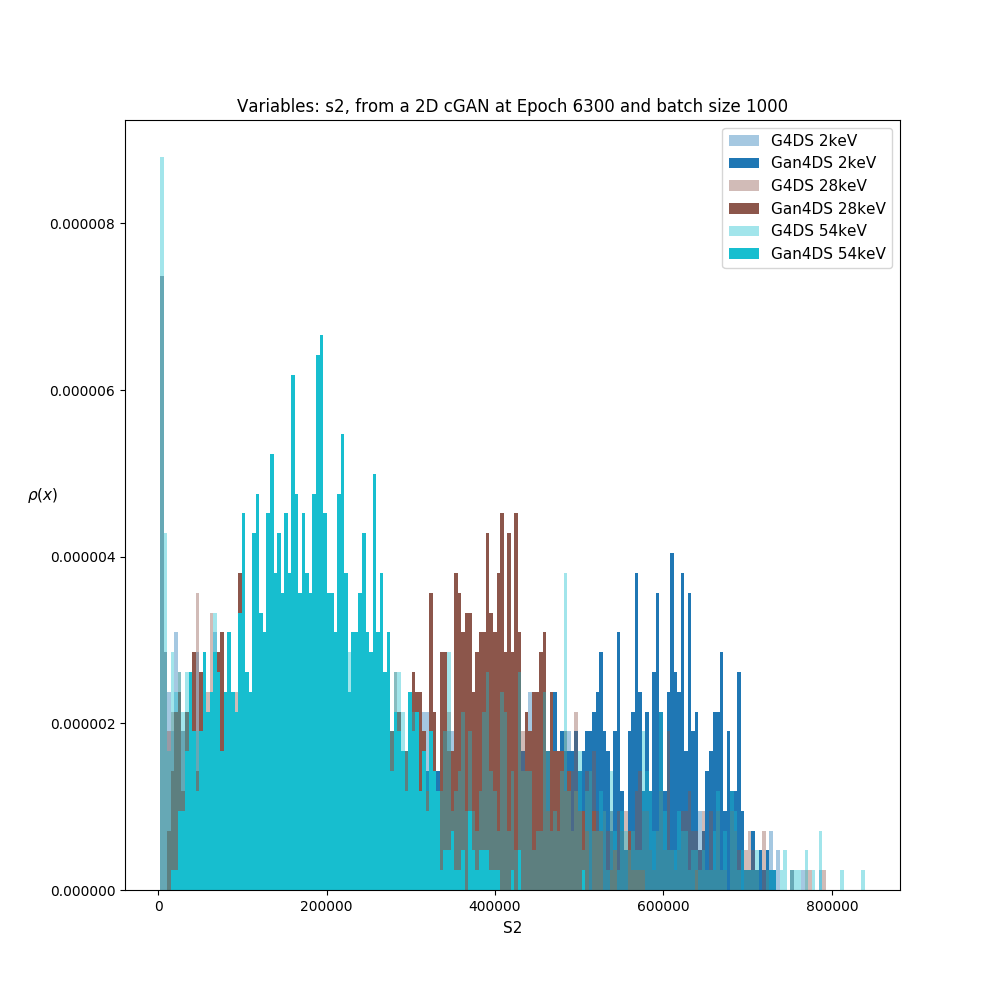 Variables: s2, from a 2D cGAN at Epoch 6300 and batch size 1000
G4DS 2keV
Gan4DS 2keV
G4DS 28keV
Gan4DS 28keV
G4DS 54keV
Gan4DS 54keV
0.000008
0.000006
ρ(x)
0.000004
0.000002
0.000000
0 200000 400000 600000 800000
S2